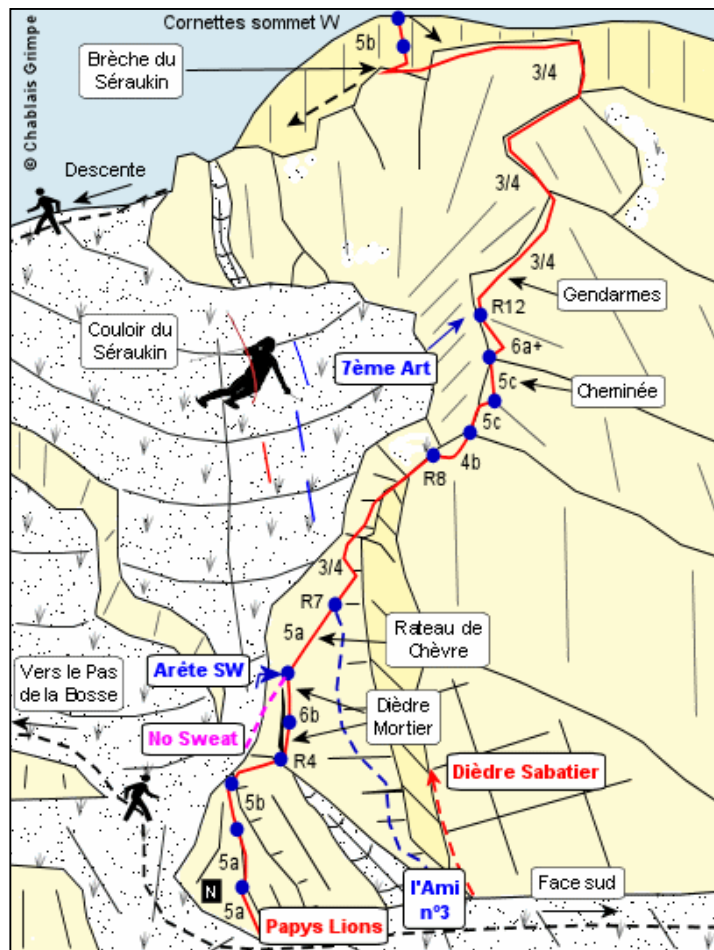 Cornettes sommet W
5b
Brèche du
Séraukin
3/4
© Chablais Grimpe
Descente
3/4
3/4
Gendarmes
R12
Couloir du
Séraukin
7ème Art
6a+
5c
Cheminée
5c
4b
R8
3/4
R7
5a
Rateau de
Chèvre
Vers le Pas
de la Bosse
Arête SW
Dièdre
Mortier
6b
No Sweat
R4
Dièdre Sabatier
5b
5a
N
5a
Papys Lions
l'Ami
n°3
Face sud